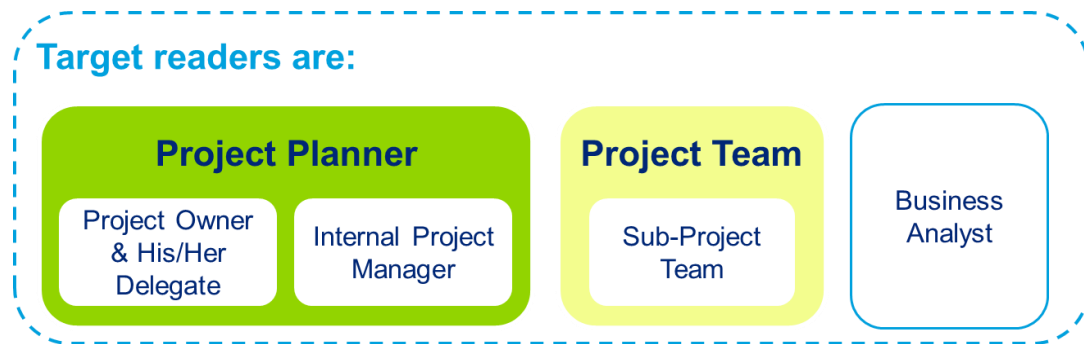 Target readers are:
Project Planner
Project Owner
& His/Her
Delegate
Internal Project
Manager
Project Team
Sub-Project
Team
Business
Analyst